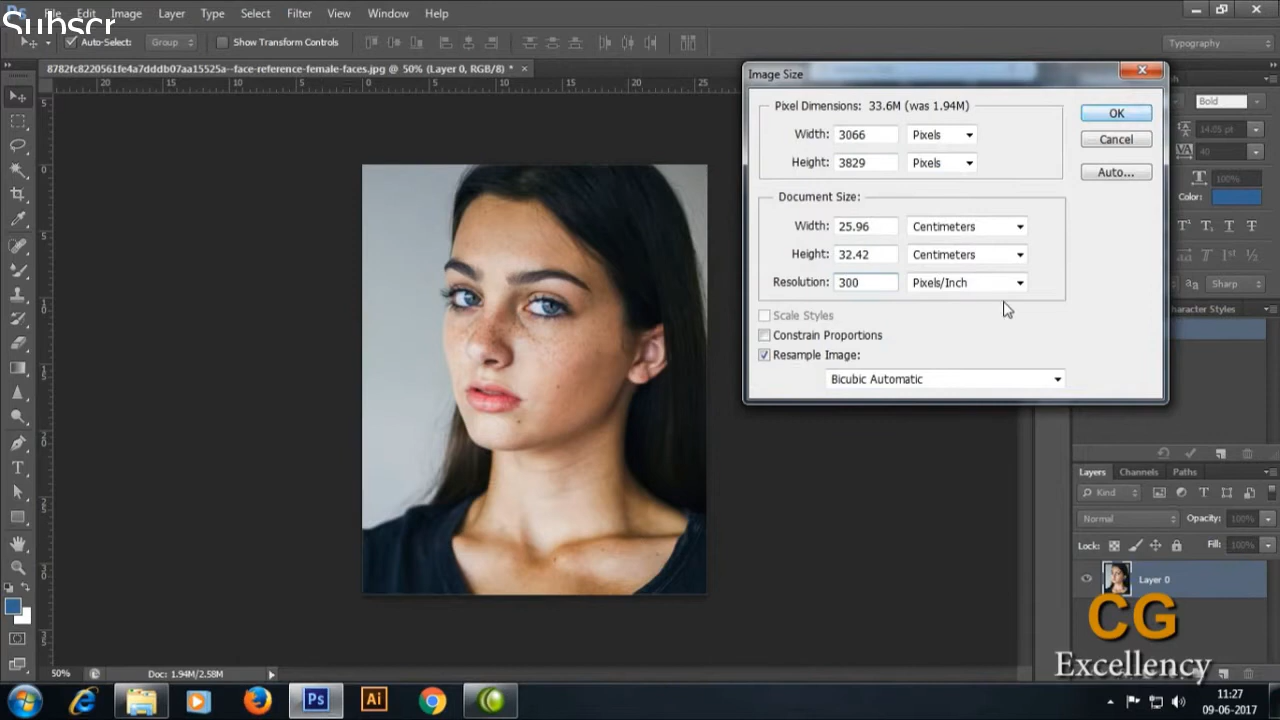 File Edit Image Layer Type Select Filter View Window Help
Subscr
Auto-Select: Group Show Transform Controls Typography
8782fc8220561fe4a7dddb07aa15525a--face-reference-female-faces.jpg @ 50% (Layer 0, RGB/8) *
Image Size
Pixel Dimensions: 33.6M (was 1.94M)
Width: 3066 Pixels
Height: 3829 Pixels
Document Size:
Width: 25.96 Centimeters
Height: 32.42 Centimeters
Resolution: 300 Pixels/Inch
Scale Styles
Constrain Proportions
Resample Image:
Bicubic Automatic
OK
Cancel
Auto...
Bold
14.05 pt
40
100%
Color:
Sharp
Character Styles
Layers Channels Paths
Kind
Normal Opacity: 100%
Lock: Fill: 100%
Layer 0
CG
Excellency
50% Doc: 1.94M/2.58M
Ps Ai
11:27
09-06-2017